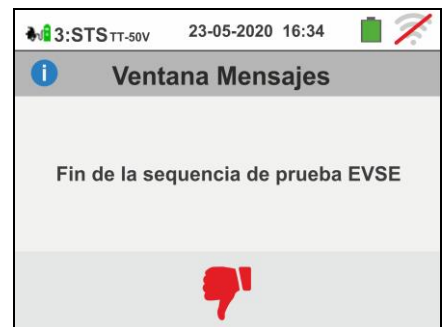 3:STS TT-50V 23-05-2020 16:34
i Ventana Mensajes
Fin de la sequencia de prueba EVSE